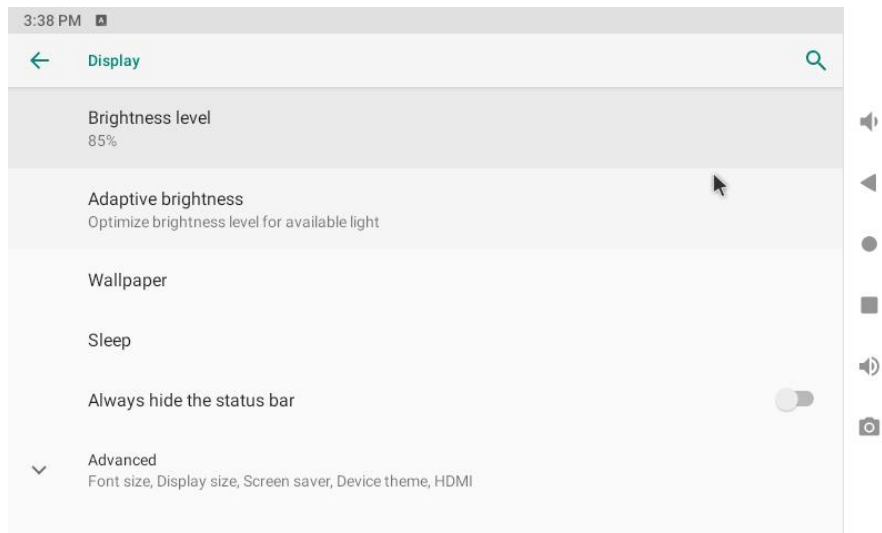 3:38 PM A
Display
Brightness level
85%
Adaptive brightness
Optimize brightness level for available light
Wallpaper
Sleep
Always hide the status bar
Advanced
Font size, Display size, Screen saver, Device theme, HDMI